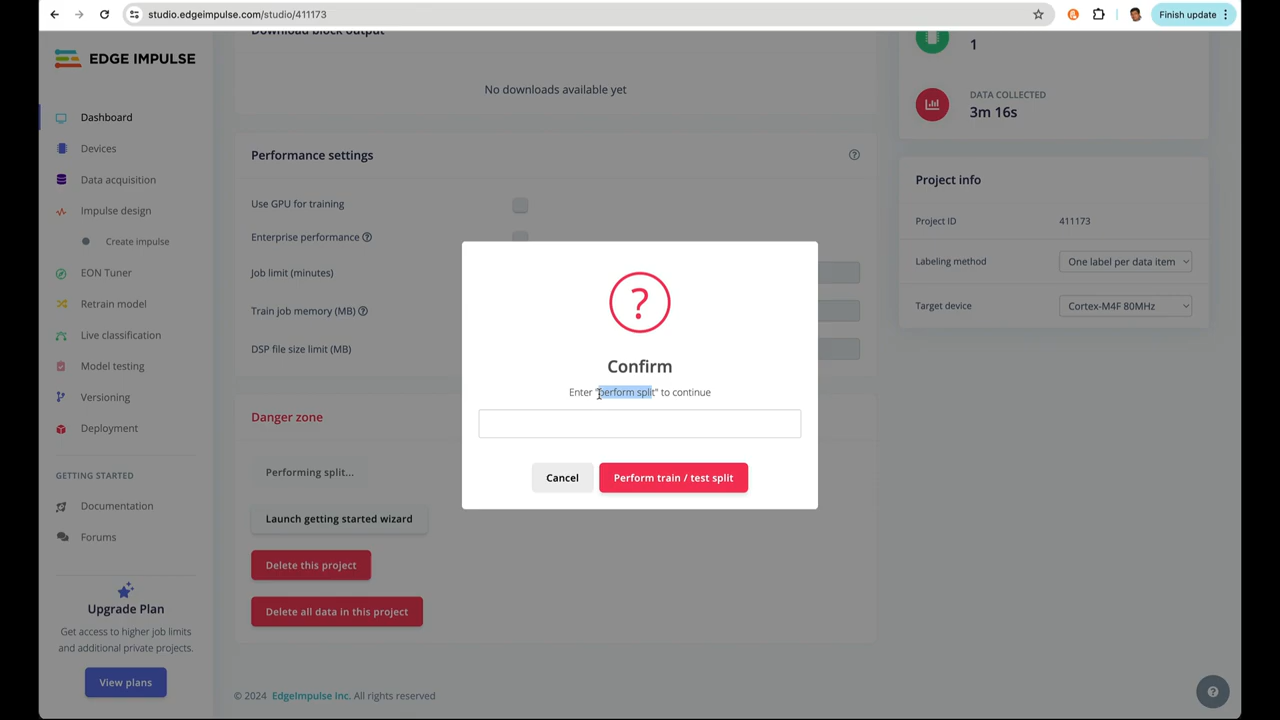 studio.edgeimpulse.com/studio/411173
Finish update
EDGE IMPULSE
Dashboard
Devices
Data acquisition
Impulse design
Create impulse
EON Tuner
Retrain model
Live classification
Model testing
Versioning
Deployment
GETTING STARTED
Documentation
Forums
Upgrade Plan
Get access to higher job limits
and additional private projects.
View plans
Download block output
No downloads available yet
Performance settings
Use GPU for training
Enterprise performance
Job limit (minutes)
Train job memory (MB)
DSP file size limit (MB)
Danger zone
Performing split...
Launch getting started wizard
Delete this project
Delete all data in this project
© 2024 EdgeImpulse Inc. All rights reserved
Confirm
Enter "perform split" to continue
Cancel
Perform train / test split
1
DATA COLLECTED
3m 16s
Project info
Project ID 411173
Labeling method One label per data item
Target device Cortex-M4F 80MHz